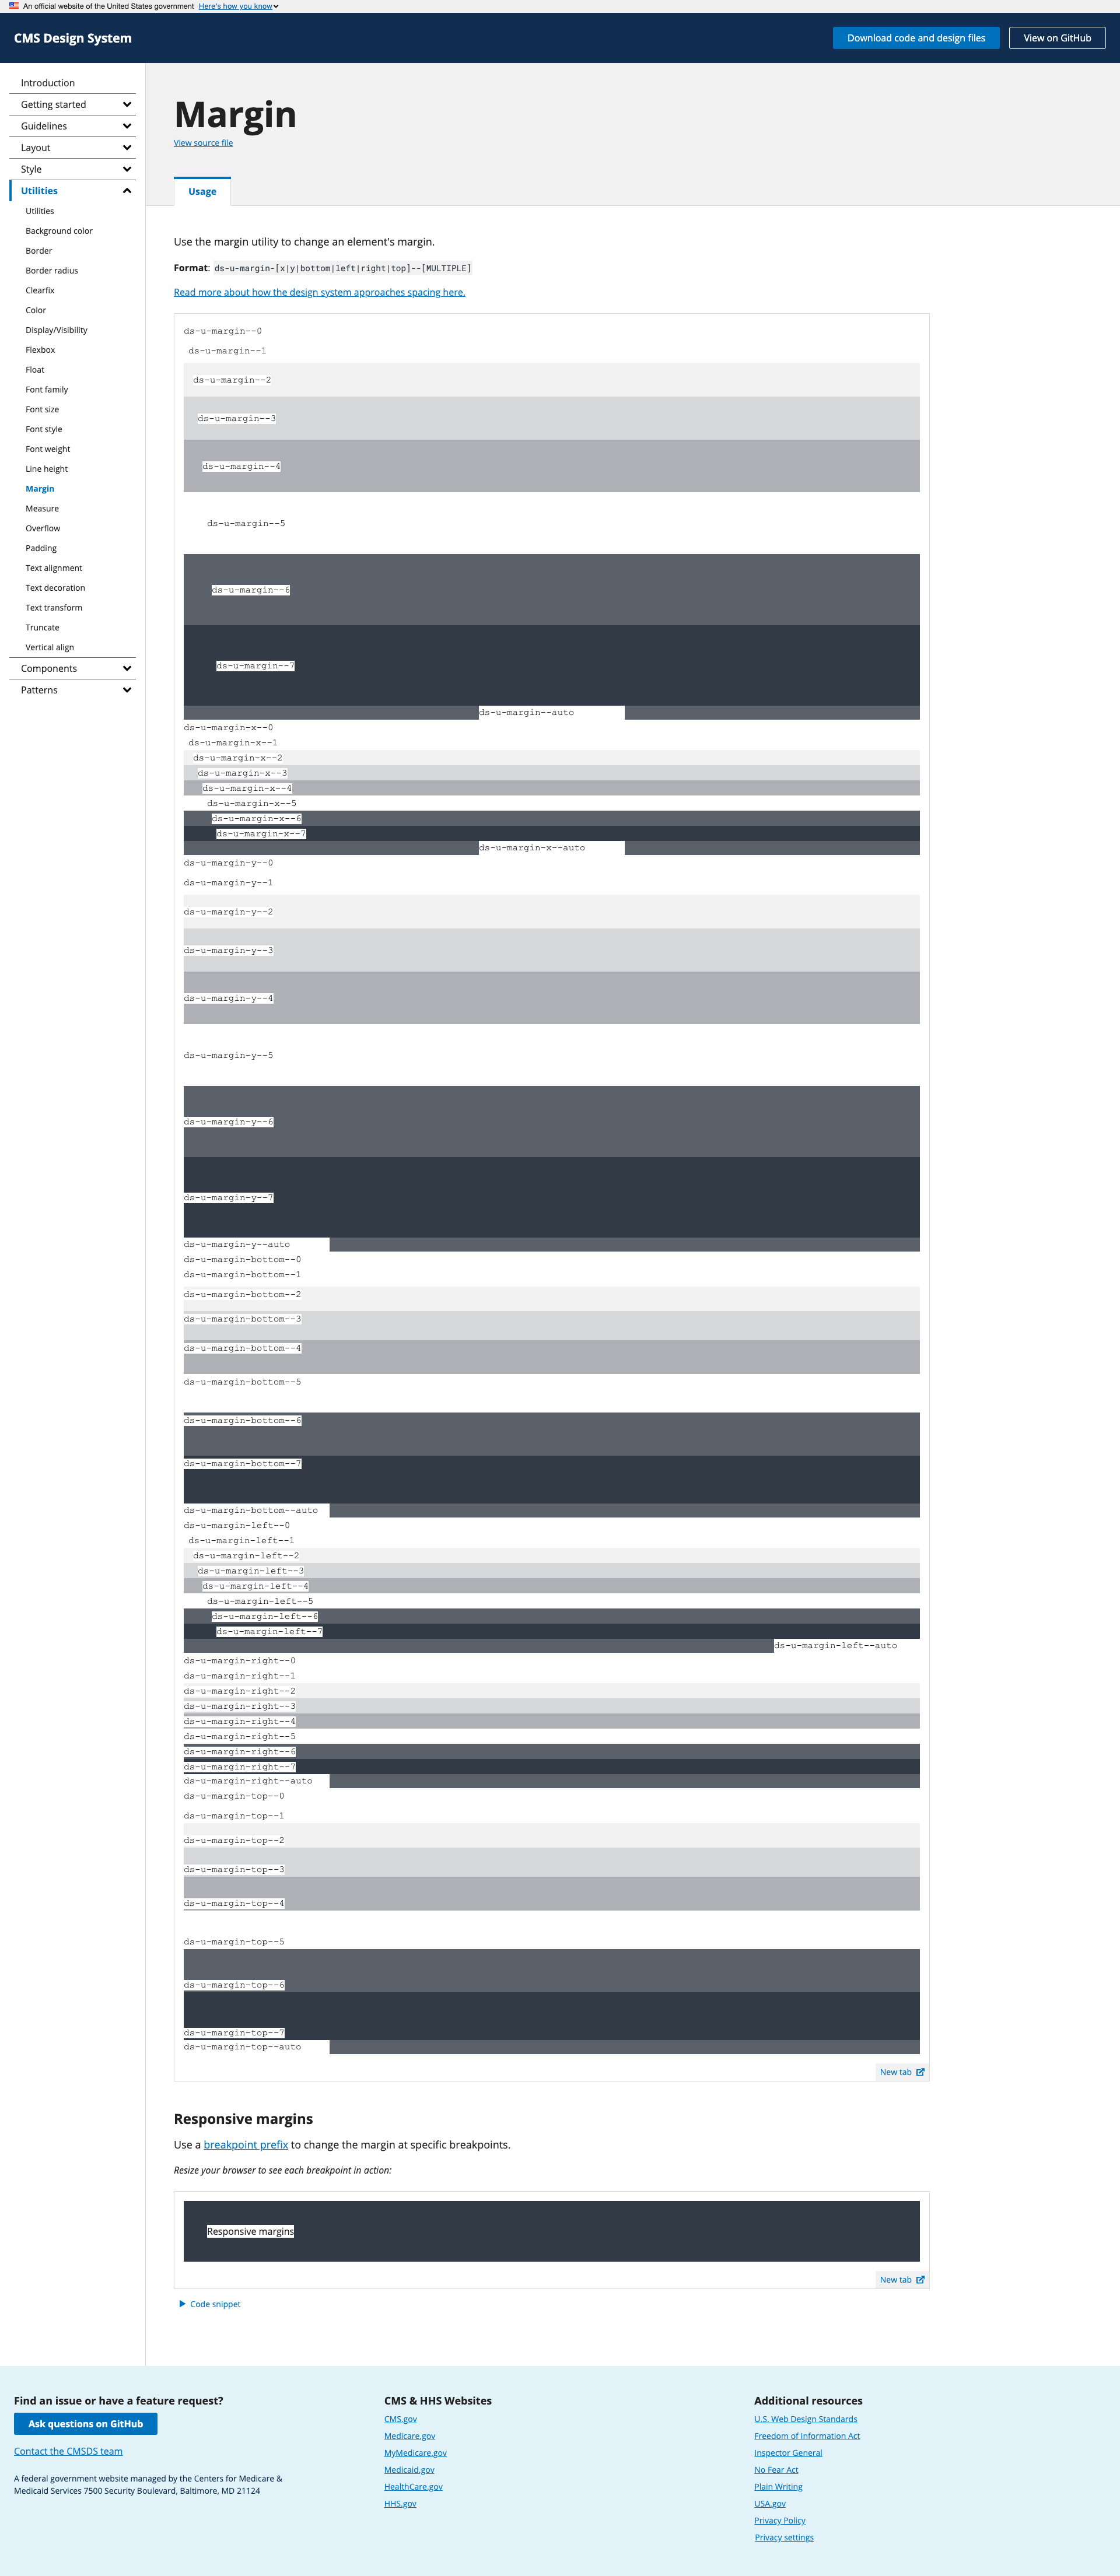 An official website of the United States government Here's how you know
CMS Design System
Download code and design files
View on GitHub
Introduction
Getting started
Guidelines
Layout
Style
Utilities
Utilities
Background color
Border
Border radius
Clearfix
Color
Display/Visibility
Flexbox
Float
Font family
Font size
Font style
Font weight
Line height
Margin
Measure
Overflow
Padding
Text alignment
Text decoration
Text transform
Truncate
Vertical align
Components
Patterns
Margin
View source file
Usage
Use the margin utility to change an element's margin.
Format: ds-u-margin-[x|y|bottom|left|right|top]--[MULTIPLE]
Read more about how the design system approaches spacing here.
ds-u-margin--0
ds-u-margin--1
ds-u-margin--2
ds-u-margin--3
ds-u-margin--4
ds-u-margin--5
ds-u-margin--6
ds-u-margin--7
ds-u-margin--auto
ds-u-margin-x--0
ds-u-margin-x--1
ds-u-margin-x--2
ds-u-margin-x--3
ds-u-margin-x--4
ds-u-margin-x--5
ds-u-margin-x--6
ds-u-margin-x--7
ds-u-margin-x--auto
ds-u-margin-y--0
ds-u-margin-y--1
ds-u-margin-y--2
ds-u-margin-y--3
ds-u-margin-y--4
ds-u-margin-y--5
ds-u-margin-y--6
ds-u-margin-y--7
ds-u-margin-y--auto
ds-u-margin-bottom--0
ds-u-margin-bottom--1
ds-u-margin-bottom--2
ds-u-margin-bottom--3
ds-u-margin-bottom--4
ds-u-margin-bottom--5
ds-u-margin-bottom--6
ds-u-margin-bottom--7
ds-u-margin-bottom--auto
ds-u-margin-left--0
ds-u-margin-left--1
ds-u-margin-left--2
ds-u-margin-left--3
ds-u-margin-left--4
ds-u-margin-left--5
ds-u-margin-left--6
ds-u-margin-left--7
ds-u-margin-left--auto
ds-u-margin-right--0
ds-u-margin-right--1
ds-u-margin-right--2
ds-u-margin-right--3
ds-u-margin-right--4
ds-u-margin-right--5
ds-u-margin-right--6
ds-u-margin-right--7
ds-u-margin-right--auto
ds-u-margin-top--0
ds-u-margin-top--1
ds-u-margin-top--2
ds-u-margin-top--3
ds-u-margin-top--4
ds-u-margin-top--5
ds-u-margin-top--6
ds-u-margin-top--7
ds-u-margin-top--auto
New tab
Responsive margins
Use a breakpoint prefix to change the margin at specific breakpoints.
Resize your browser to see each breakpoint in action:
Responsive margins
New tab
Code snippet
Find an issue or have a feature request?
Ask questions on GitHub
Contact the CMSDS team
A federal government website managed by the Centers for Medicare &
Medicaid Services 7500 Security Boulevard, Baltimore, MD 21124
CMS & HHS Websites
CMS.gov
Medicare.gov
MyMedicare.gov
Medicaid.gov
HealthCare.gov
HHS.gov
Additional resources
U.S. Web Design Standards
Freedom of Information Act
Inspector General
No Fear Act
Plain Writing
USA.gov
Privacy Policy
Privacy settings